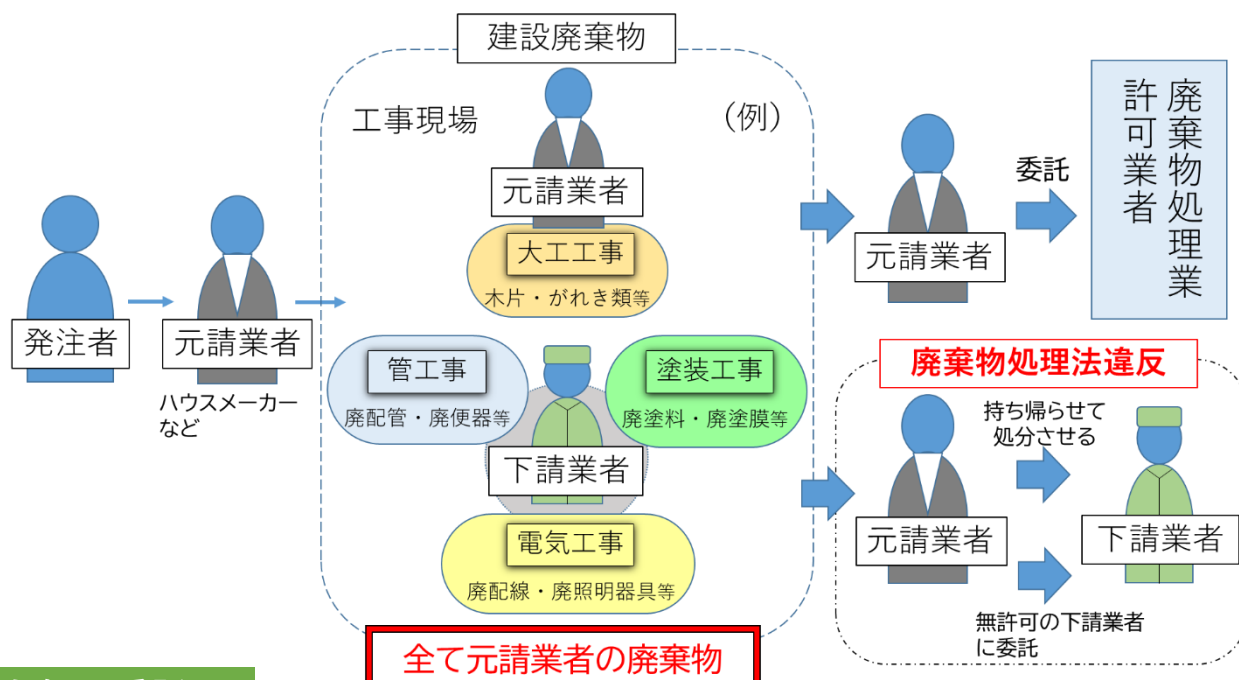 建設廃棄物
工事現場
(例)
元請業者
大工工事
木片・がれき類等
管工事
廃配管・廃便器等
塗装工事
廃塗料・廃塗膜等
下請業者
電気工事
廃配線・廃照明器具等
全て元請業者の廃棄物
発注者
元請業者
ハウスメーカー
など
元請業者
委託
廃棄物処理業
許可業者
廃棄物処理法違反
元請業者
持ち帰らせて
処分させる
下請業者
無許可の下請業者
に委託